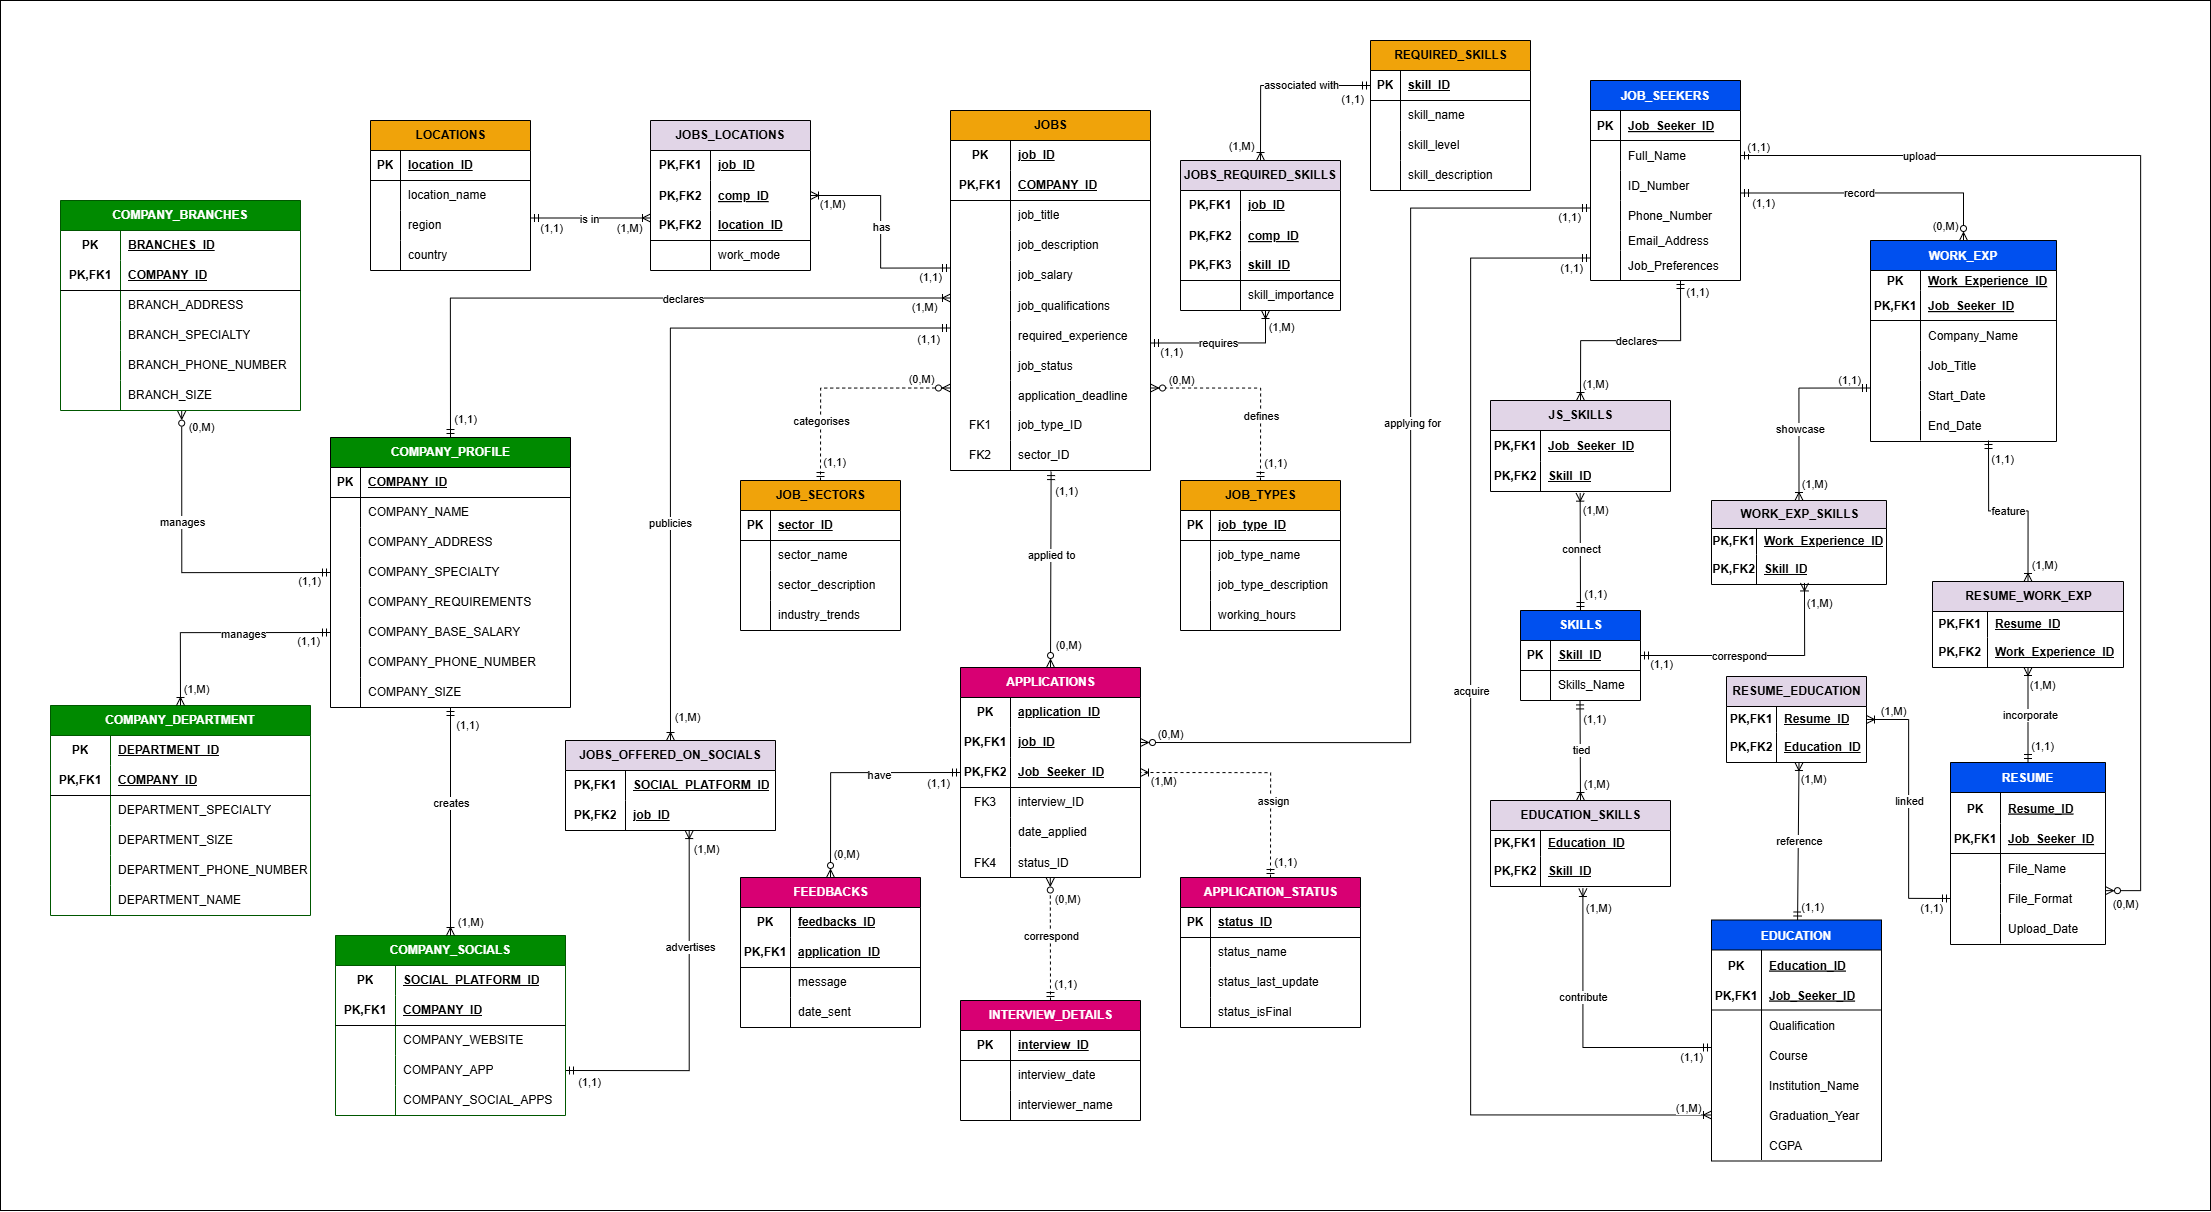 REQUIRED_SKILLS
PK skill_ID
skill_name
skill_level
skill_description
associated with
(1,1)
(1,M)
JOB_SEEKERS
PK Job_Seeker_ID
Full_Name
ID_Number
Phone_Number
Email_Address
Job_Preferences
(1,1)
upload
(1,1)
record
(0,M)
(1,1)
(1,1)
(1,1)
LOCATIONS
PK location_ID
location_name
region
country
(1,1)
is in
(1,M)
JOBS_LOCATIONS
PK,FK1 job_ID
PK,FK2 comp_ID
PK,FK2 location_ID
work_mode
(1,M)
has
(1,1)
JOBS
PK job_ID
PK,FK1 COMPANY_ID
job_title
job_description
job_salary
job_qualifications
required_experience
job_status
application_deadline
FK1 job_type_ID
FK2 sector_ID
JOBS_REQUIRED_SKILLS
PK,FK1 job_ID
PK,FK2 comp_ID
PK,FK3 skill_ID
skill_importance
(1,M)
requires
(1,1)
declares
(1,M)
(1,1)
(0,M)
(0,M)
categorises
(1,1)
defines
(1,1)
(1,1)
COMPANY_BRANCHES
PK BRANCHES_ID
PK,FK1 COMPANY_ID
BRANCH_ADDRESS
BRANCH_SPECIALTY
BRANCH_PHONE_NUMBER
BRANCH_SIZE
(0,M)
manages
(1,1)
(1,1)
COMPANY_PROFILE
PK COMPANY_ID
COMPANY_NAME
COMPANY_ADDRESS
COMPANY_SPECIALTY
COMPANY_REQUIREMENTS
COMPANY_BASE_SALARY
COMPANY_PHONE_NUMBER
COMPANY_SIZE
manages
(1,1)
(1,M)
(1,1)
creates
(1,M)
COMPANY_DEPARTMENT
PK DEPARTMENT_ID
PK,FK1 COMPANY_ID
DEPARTMENT_SPECIALTY
DEPARTMENT_SIZE
DEPARTMENT_PHONE_NUMBER
DEPARTMENT_NAME
COMPANY_SOCIALS
PK SOCIAL_PLATFORM_ID
PK,FK1 COMPANY_ID
COMPANY_WEBSITE
COMPANY_APP
COMPANY_SOCIAL_APPS
(1,1)
advertises
(1,M)
publicies
(1,M)
JOBS_OFFERED_ON_SOCIALS
PK,FK1 SOCIAL_PLATFORM_ID
PK,FK2 job_ID
JOB_SECTORS
PK sector_ID
sector_name
sector_description
industry_trends
JOB_TYPES
PK job_type_ID
job_type_name
job_type_description
working_hours
applied to
(0,M)
APPLICATIONS
PK application_ID
PK,FK1 job_ID
PK,FK2 Job_Seeker_ID
FK3 interview_ID
date_applied
FK4 status_ID
applying for
(0,M)
have
(1,1)
(0,M)
(1,M)
assign
(1,1)
(0,M)
correspond
(1,1)
FEEDBACKS
PK feedbacks_ID
PK,FK1 application_ID
message
date_sent
INTERVIEW_DETAILS
PK interview_ID
interview_date
interviewer_name
APPLICATION_STATUS
PK status_ID
status_name
status_last_update
status_isFinal
declares
(1,M)
JS_SKILLS
PK,FK1 Job_Seeker_ID
PK,FK2 Skill_ID
(1,M)
connect
(1,1)
SKILLS
PK Skill_ID
Skills_Name
(1,1)
correspond
(1,M)
(1,1)
tied
(1,M)
EDUCATION_SKILLS
PK,FK1 Education_ID
PK,FK2 Skill_ID
(1,M)
contribute
(1,1)
acquire
(1,M)
WORK_EXP
PK Work_Experience_ID
PK,FK1 Job_Seeker_ID
Company_Name
Job_Title
Start_Date
End_Date
(1,1)
showcase
(1,M)
(1,1)
feature
(1,M)
WORK_EXP_SKILLS
PK,FK1 Work_Experience_ID
PK,FK2 Skill_ID
RESUME_WORK_EXP
PK,FK1 Resume_ID
PK,FK2 Work_Experience_ID
(1,M)
incorporate
(1,1)
RESUME_EDUCATION
PK,FK1 Resume_ID
PK,FK2 Education_ID
(1,M)
linked
(1,1)
(1,M)
reference
(1,1)
RESUME
PK Resume_ID
PK,FK1 Job_Seeker_ID
File_Name
File_Format
Upload_Date
(0,M)
EDUCATION
PK Education_ID
PK,FK1 Job_Seeker_ID
Qualification
Course
Institution_Name
Graduation_Year
CGPA